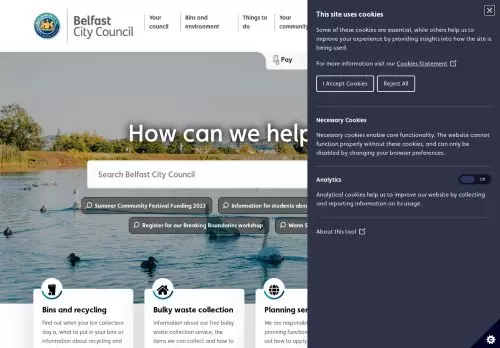 Belfast
City Council
Your
council
Bins and
environment
Things to
do
Your
community
Pay
How can we help
Search Belfast City Council
Summer Community Festival Funding 2023
Information for students abou
Register for our Breaking Boundaries workshop
Warm S
Bins and recycling
Find out when your bin collection
day is, what to put in your bins or
information about recycling and
Bulky waste collection
Information about our free bulky
waste collection service, the
items we can collect and how to
Planning ser
We are responsi
planning function
out how to apply
This site uses cookies
Some of these cookies are essential, while others help us to
improve your experience by providing insights into how the site is
being used.
For more information visit our Cookies Statement
I Accept Cookies
Reject All
Necessary Cookies
Necessary cookies enable core functionality. The website cannot
function properly without these cookies, and can only be
disabled by changing your browser preferences.
Analytics
Off
Analytical cookies help us to improve our website by collecting
and reporting information on its usage.
About this tool